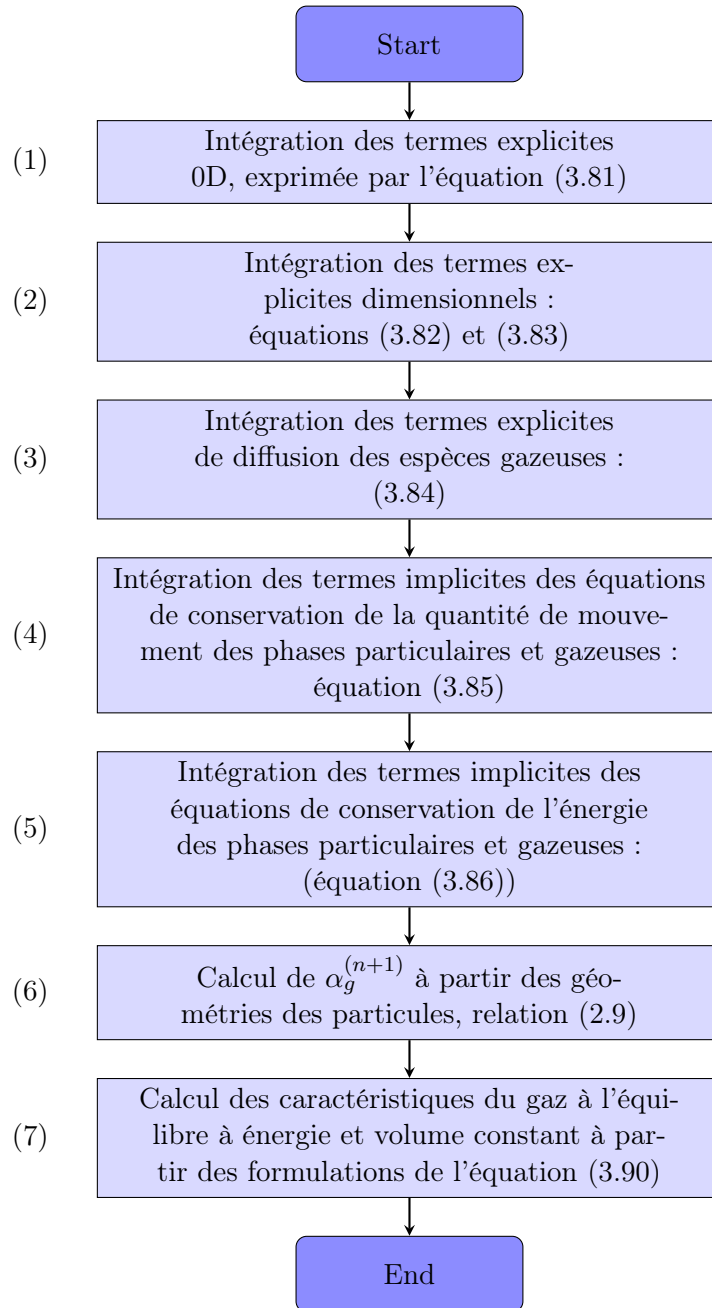 Start
(1)
Intégration des termes explicites
0D, exprimée par l'équation (3.81)
(2)
Intégration des termes ex-
plicites dimensionnels :
équations (3.82) et (3.83)
(3)
Intégration des termes explicites
de diffusion des espèces gazeuses :
(3.84)
(4)
Intégration des termes implicites des équations
de conservation de la quantité de mouve-
ment des phases particulaires et gazeuses :
équation (3.85)
(5)
Intégration des termes implicites des
équations de conservation de l'énergie
des phases particulaires et gazeuses :
(équation (3.86))
(6)
Calcul de $\alpha_g^{(n+1)}$ à partir des géo-
métries des particules, relation (2.9)
(7)
Calcul des caractéristiques du gaz à l'équi-
libre à énergie et volume constant à par-
tir des formulations de l'équation (3.90)
End